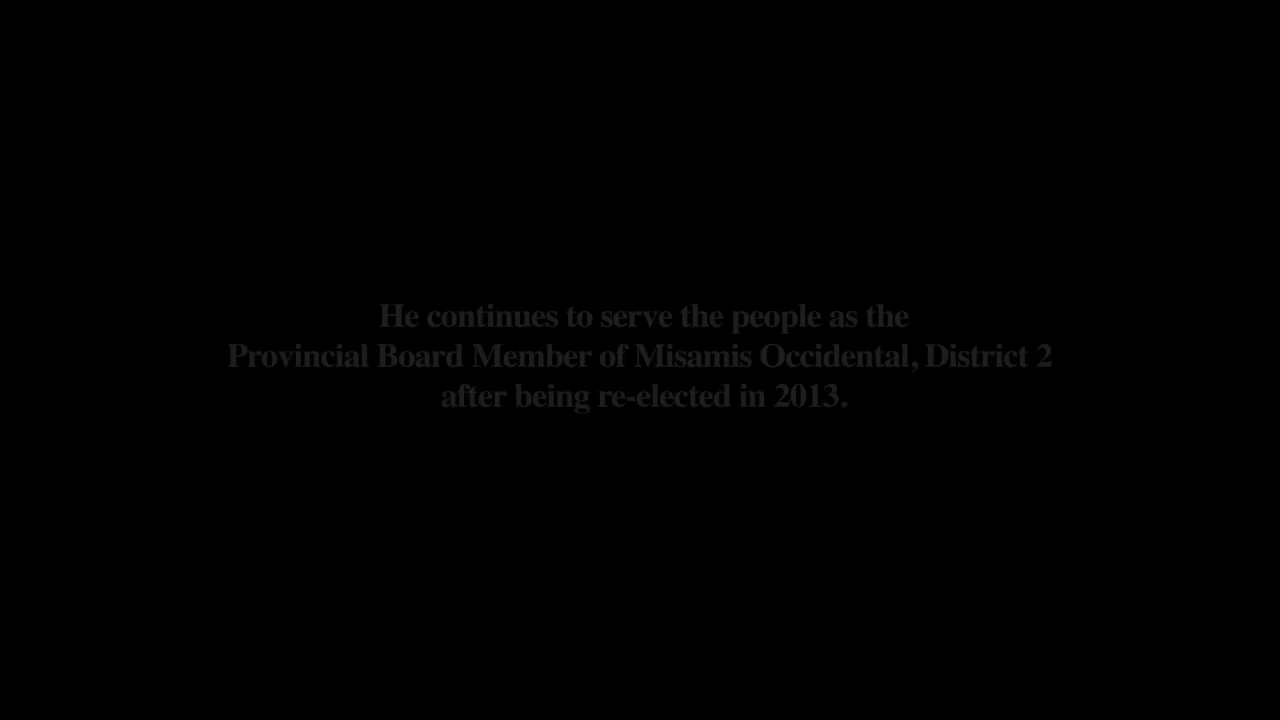 He continues to serve the people as the
Provincial Board Member of Misamis Occidental, District 2
after being re-elected in 2013.